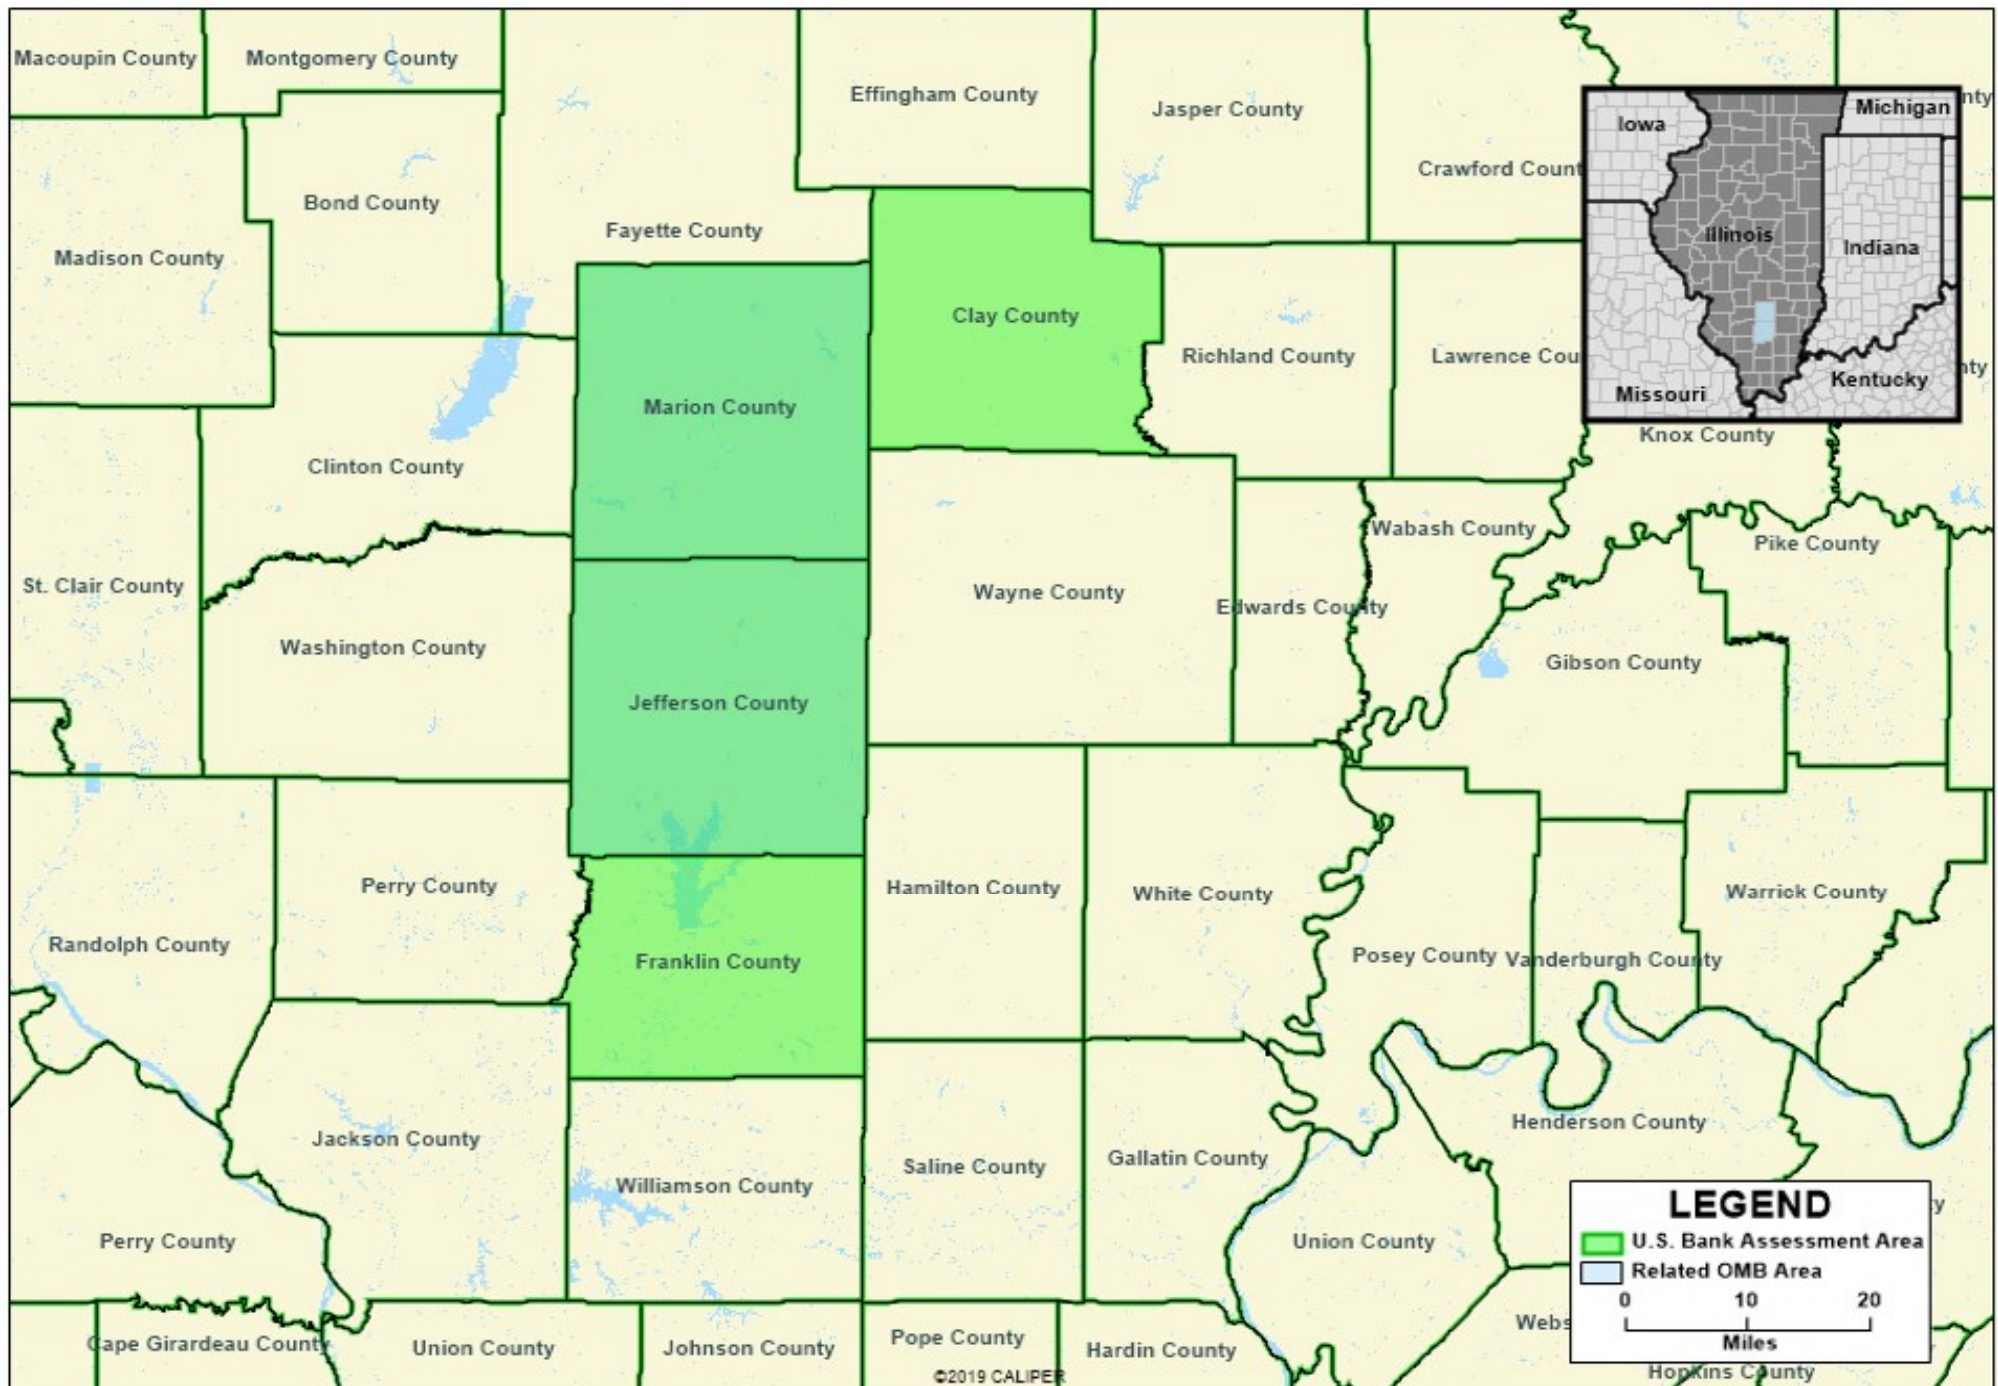 Macoupin County
Montgomery County
Effingham County
Jasper County
Crawford Count
nty
Bond County
Fayette County
Madison County
Clay County
Richland County
Lawrence Cou
nty
Marion County
Clinton County
Knox County
Wabash County
Pike County
St. Clair County
Wayne County
Edwards County
Washington County
Gibson County
Jefferson County
Perry County
Hamilton County
White County
Warrick County
Randolph County
Franklin County
Posey County
Vanderburgh County
Jackson County
Williamson County
Saline County
Gallatin County
Henderson County
Perry County
Union County
Cape Girardeau County
Union County
Johnson County
Pope County
Hardin County
Webs
Hopkins County
©2019 CALIPER
Iowa
Michigan
Illinois
Indiana
Missouri
Kentucky
LEGEND
U.S. Bank Assessment Area
Related OMB Area
0 10 20
Miles